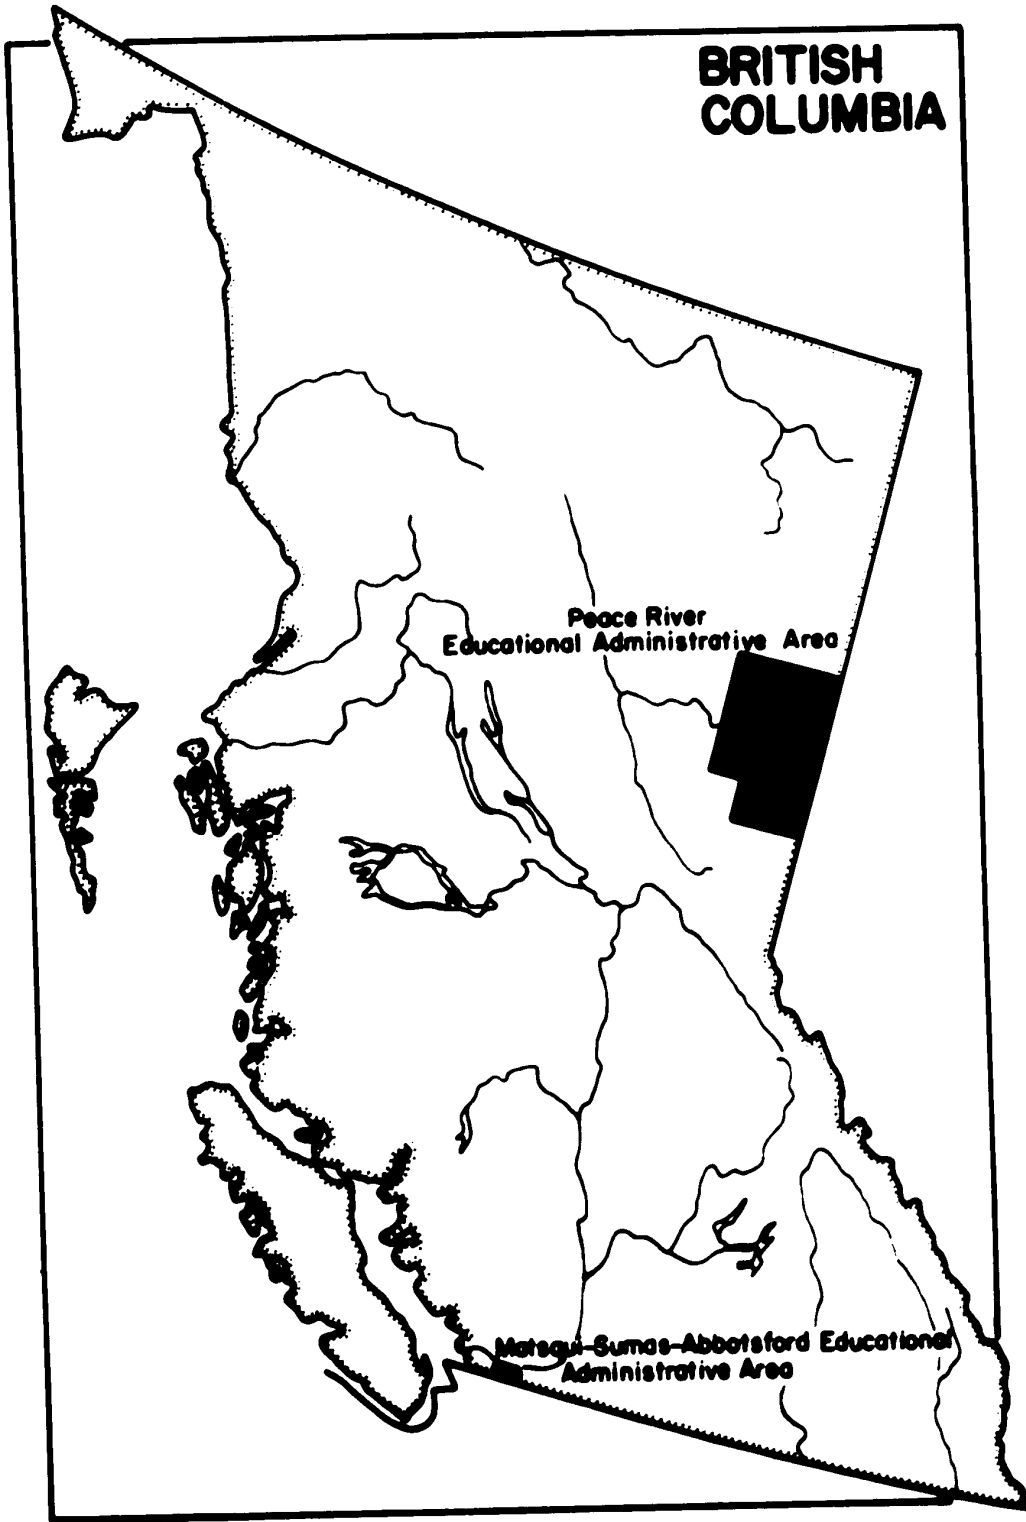 BRITISH
COLUMBIA
Peace River
Educational Administrative Area
Matsqui-Sumas-Abbotsford Educational
Administrative Area